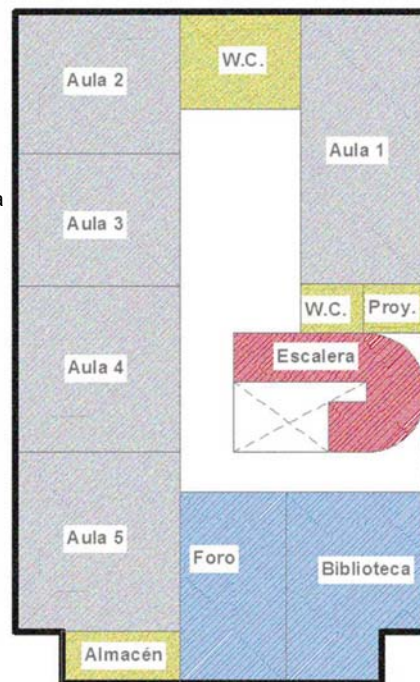 W.C.
Aula 2
Aula 1
a
Aula 3
W.C.
Proy.
Escalera
Aula 4
Aula 5
Foro
Biblioteca
Almacén